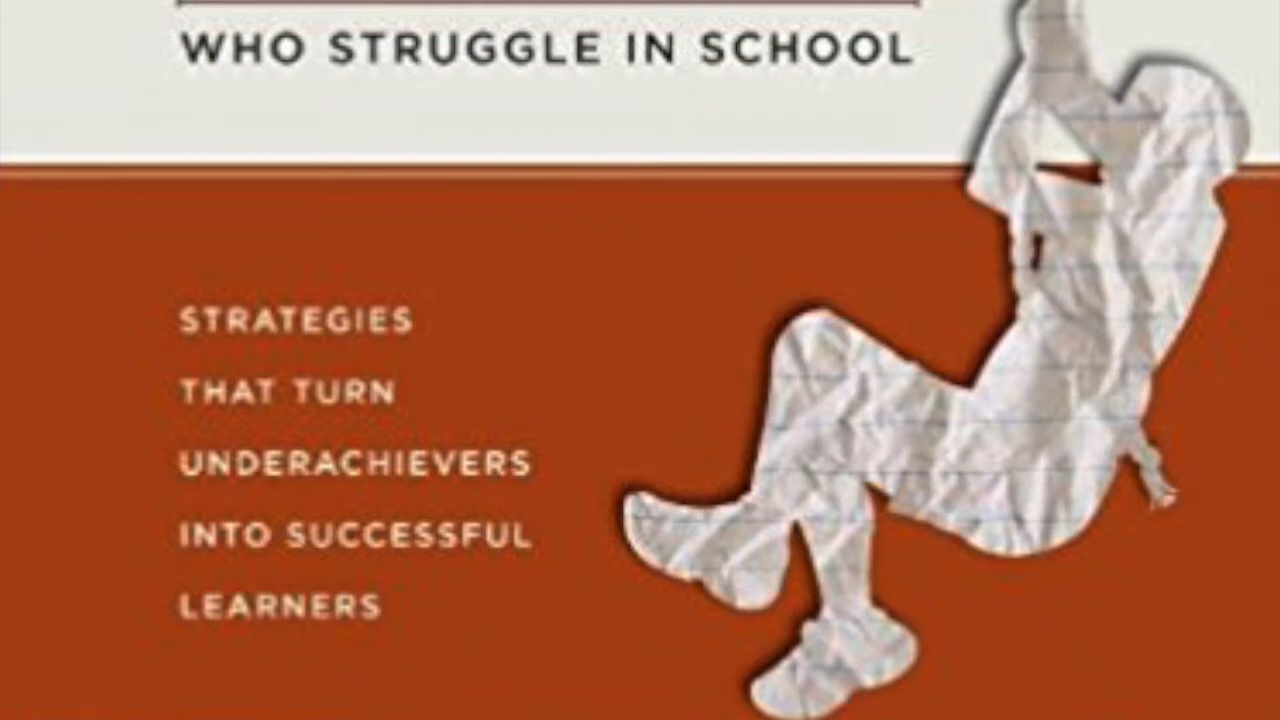 WHO STRUGGLE IN SCHOOL
STRATEGIES
THAT TURN
UNDERACHIEVERS
INTO SUCCESSFUL
LEARNERS